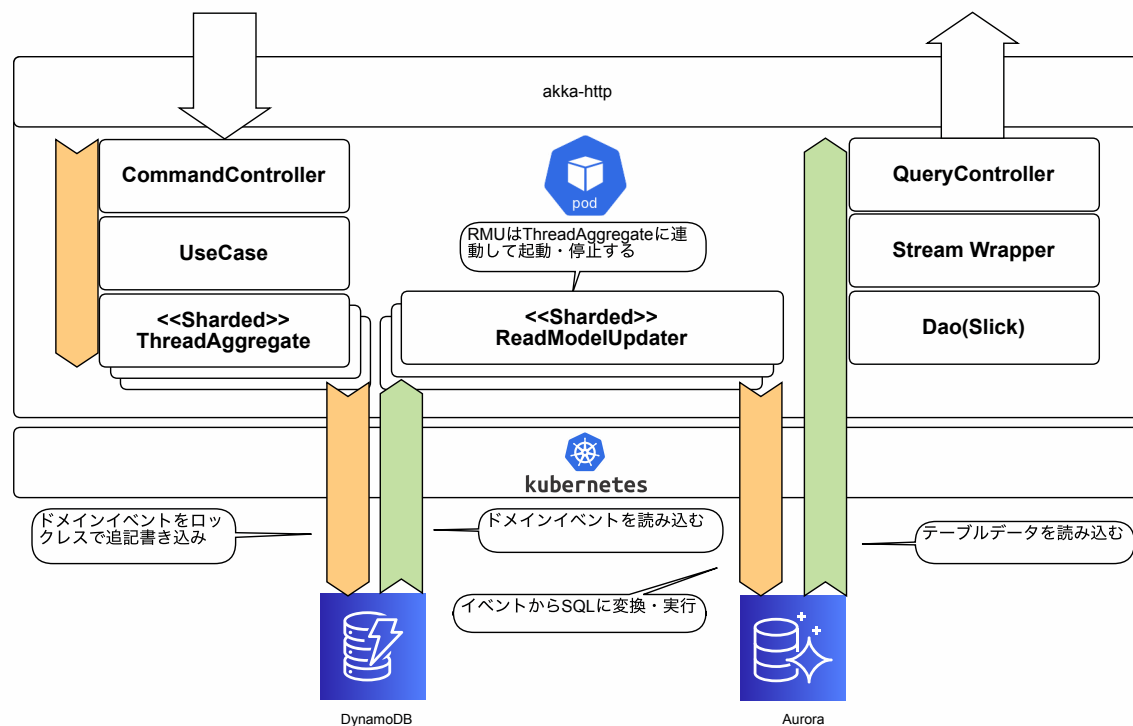 akka-http
CommandController
UseCase
<<Sharded>>
ThreadAggregate
pod
RMUはThreadAggregateに連
動して起動・停止する
<<Sharded>>
ReadModelUpdater
QueryController
Stream Wrapper
Dao(Slick)
kubernetes
ドメインイベントをロッ
クレスで追記書き込み
ドメインイベントを読み込む
イベントからSQLに変換・実行
テーブルデータを読み込む
DynamoDB
Aurora